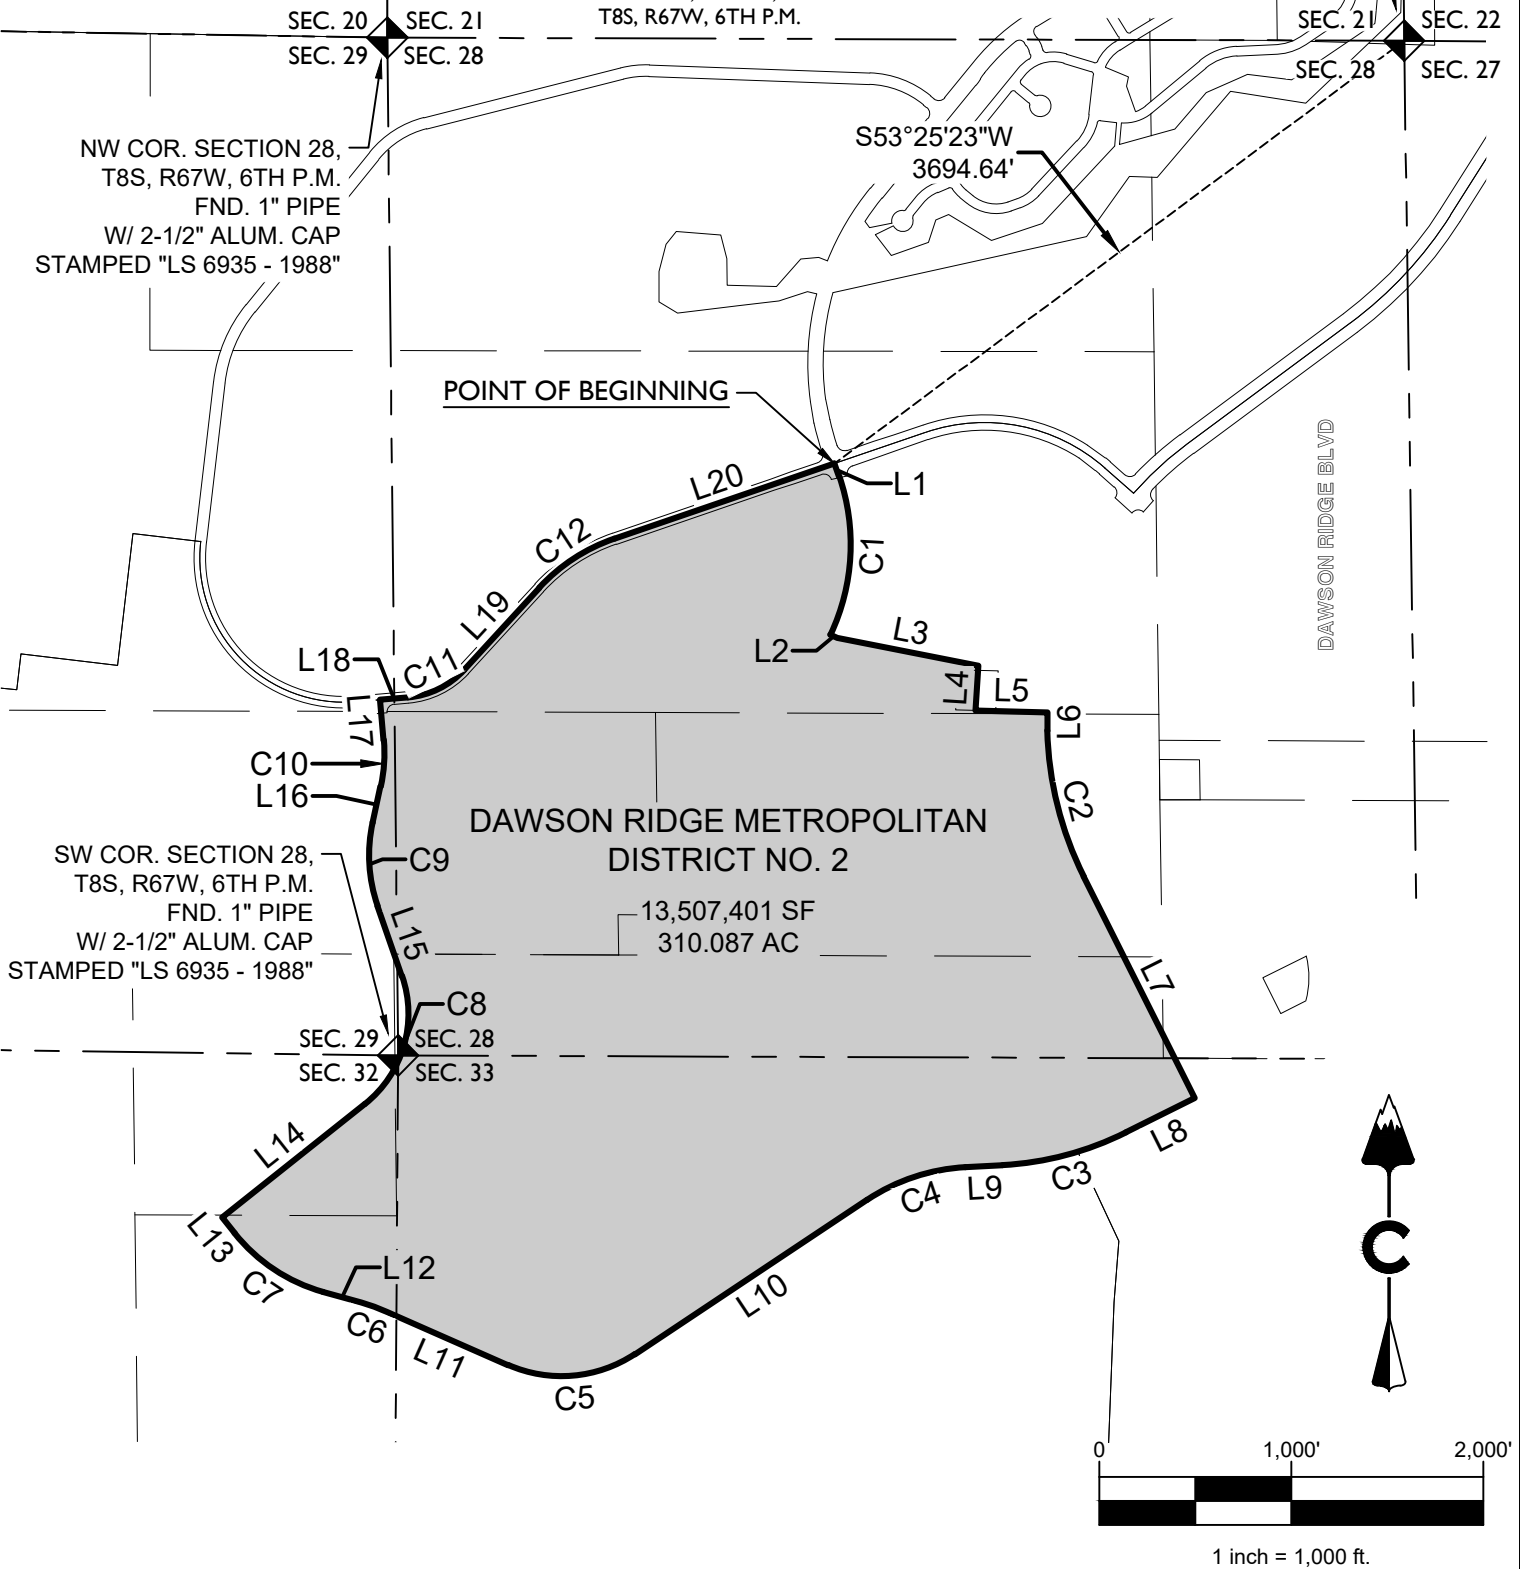 SEC. 20
SEC. 21
SEC. 29
SEC. 28
T8S, R67W, 6TH P.M.
SEC. 21
SEC. 22
SEC. 28
SEC. 27
NW COR. SECTION 28,
T8S, R67W, 6TH P.M.
FND. 1" PIPE
W/ 2-1/2" ALUM. CAP
STAMPED "LS 6935 - 1988"
S53°25'23"W
3694.64'
POINT OF BEGINNING
DAWSON RIDGE BLVD
L20
L1
C12
C1
L19
L3
L2
L18
C11
L4
L5
L17
L6
C10
L16
C2
DAWSON RIDGE METROPOLITAN
DISTRICT NO. 2
13,507,401 SF
310.087 AC
C9
SW COR. SECTION 28,
T8S, R67W, 6TH P.M.
FND. 1" PIPE
W/ 2-1/2" ALUM. CAP
STAMPED "LS 6935 - 1988"
L15
L7
C8
SEC. 29
SEC. 28
SEC. 32
SEC. 33
L14
L8
C3
L9
C4
L13
L12
C7
L10
C6
L11
C5
C
0
1,000'
2,000'
1 inch = 1,000 ft.